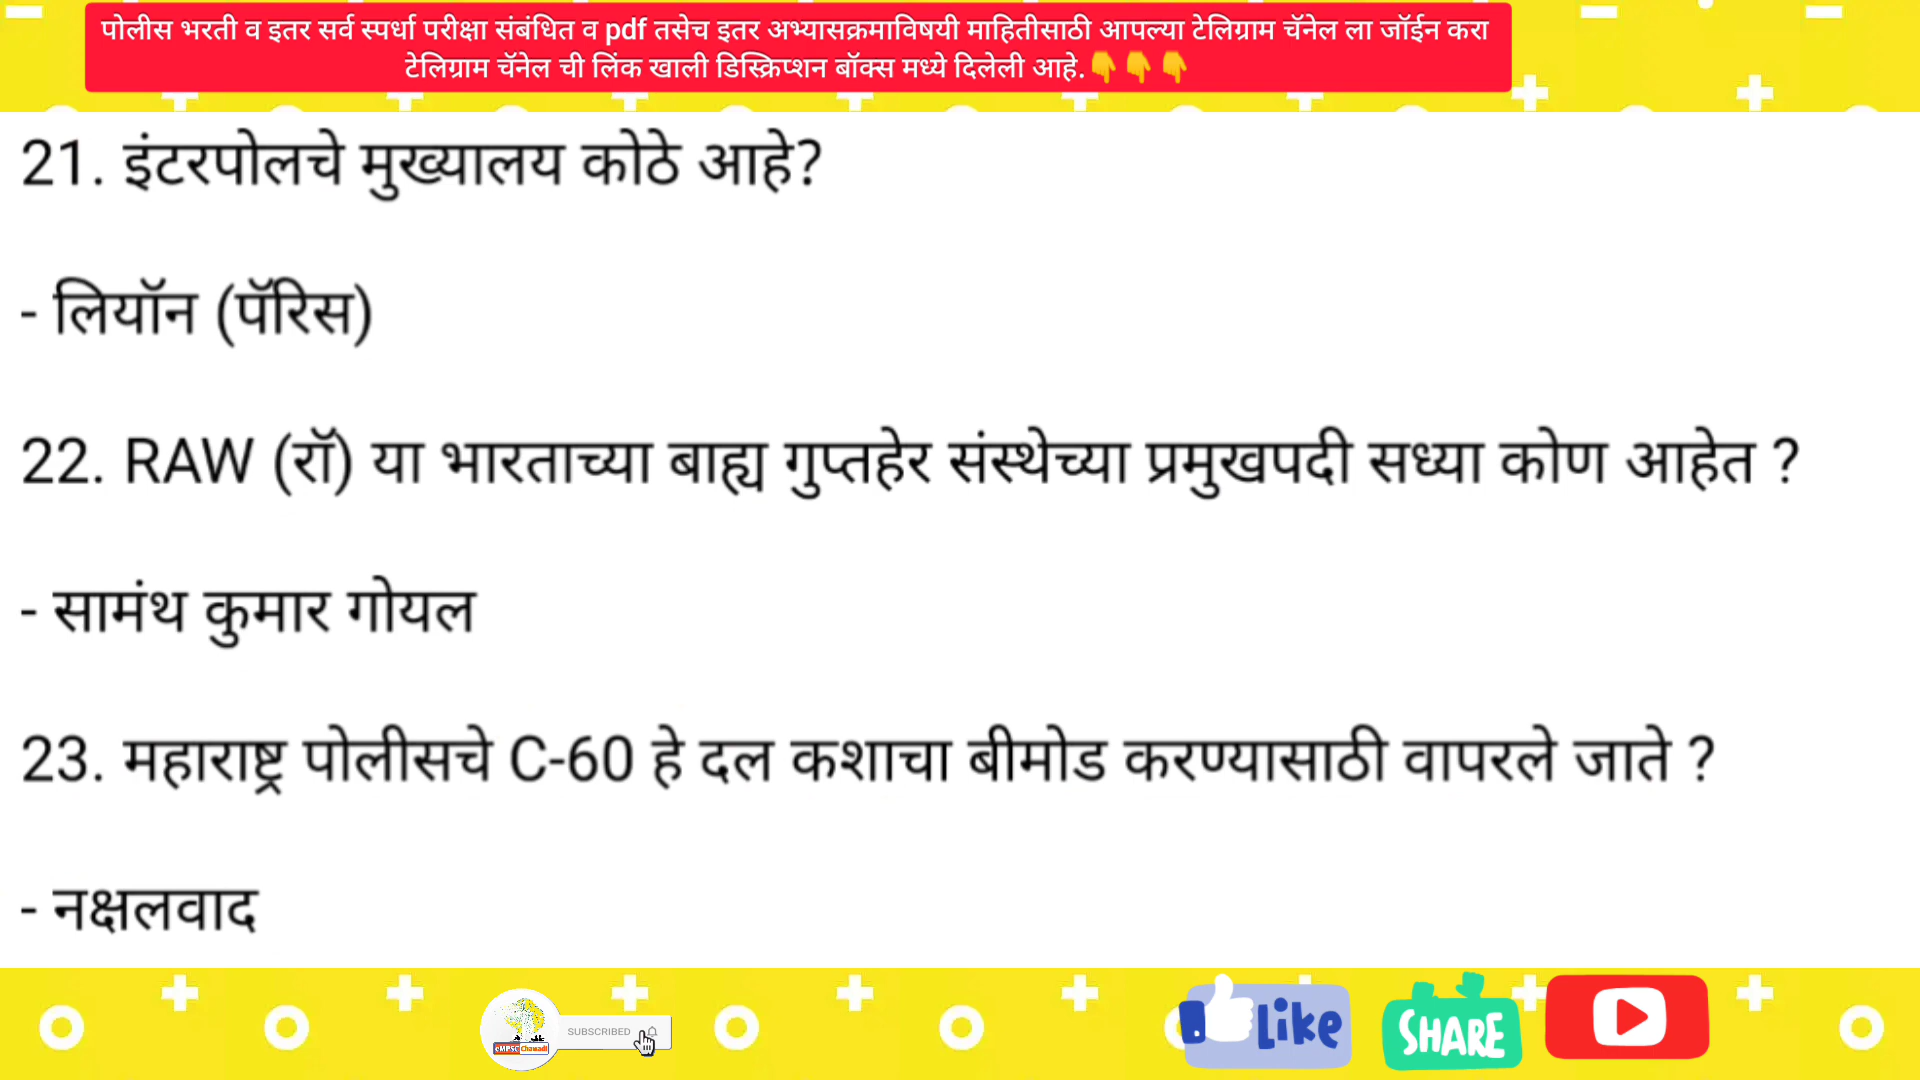 पोलीस भरती व इतर सर्व स्पर्धा परीक्षा संबंधित व pdf तसेच इतर अभ्यासक्रमाविषयी माहितीसाठी आपल्या टेलिग्राम चॅनेल ला जॉईन करा
टेलिग्राम चॅनेल ची लिंक खाली डिस्क्रिप्शन बॉक्स मध्ये दिलेली आहे.👇👇👇
21. इंटरपोलचे मुख्यालय कोठे आहे?
- लियॉन (पॅरिस)
22. RAW (रॉ) या भारताच्या बाह्य गुप्तहेर संस्थेच्या प्रमुखपदी सध्या कोण आहेत ?
- सामंथ कुमार गोयल
23. महाराष्ट्र पोलीसचे C-60 हे दल कशाचा बीमोड करण्यासाठी वापरले जाते ?
- नक्षलवाद
eMPSC Chawadi
SUBSCRIBED
Like
SHARE